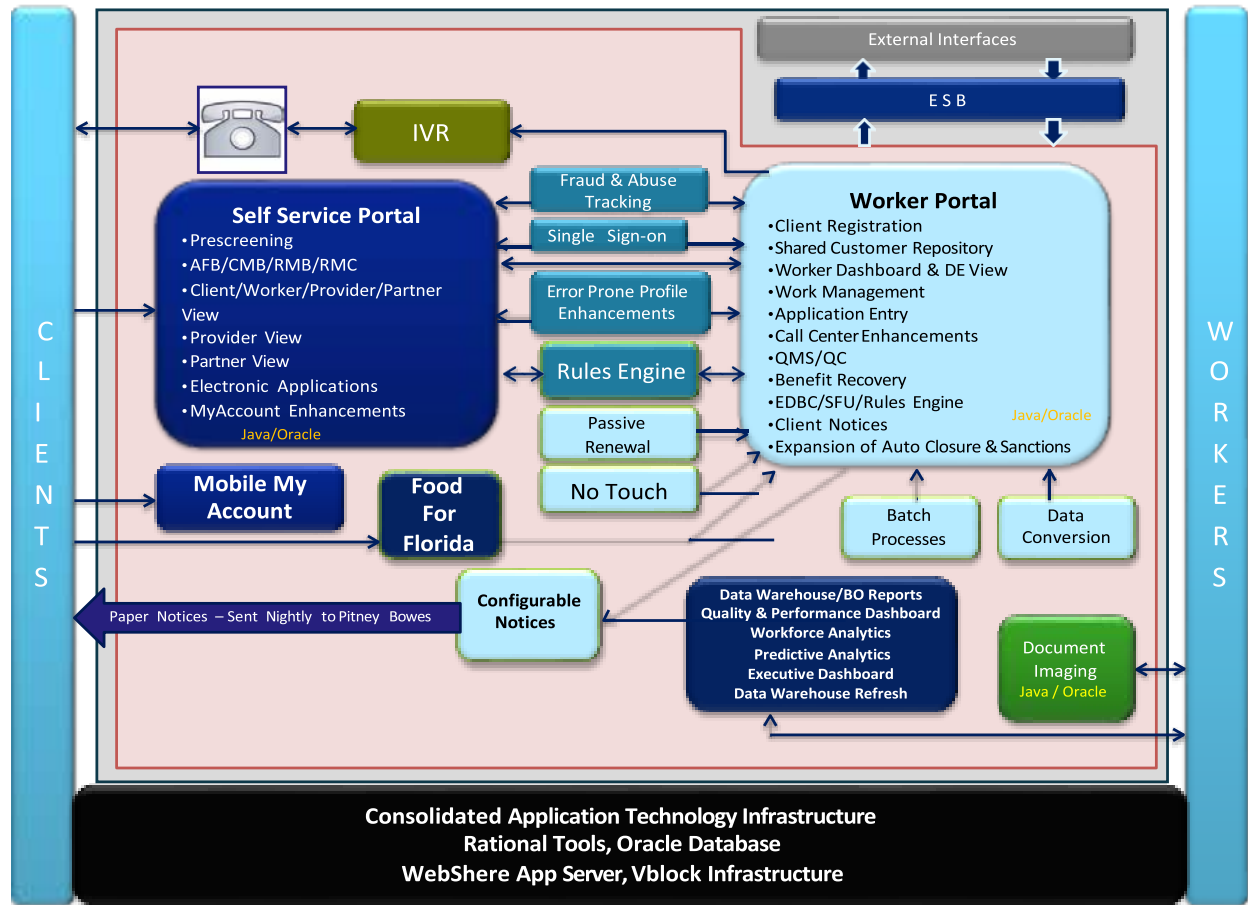 External Interfaces
E S B
IVR
Fraud & Abuse
Tracking
Single Sign-on
Error Prone Profile
Enhancements
Rules Engine
Passive
Renewal
No Touch
Self Service Portal
•Prescreening
•AFB/CMB/RMB/RMC
•Client/Worker/Provider/Partner
View
•Provider View
•Partner View
•Electronic Applications
•MyAccount Enhancements
Java/Oracle
Worker Portal
•Client Registration
•Shared Customer Repository
•Worker Dashboard & DE View
•Work Management
•Application Entry
•Call Center Enhancements
•QMS/QC
•Benefit Recovery
•EDBC/SFU/Rules Engine
•Client Notices
•Expansion of Auto Closure & Sanctions
Java/Oracle
C
L
I
E
N
T
S
W
O
R
K
E
R
S
Mobile My
Account
Food
For
Florida
Batch
Processes
Data
Conversion
Configurable
Notices
Paper Notices – Sent Nightly to Pitney Bowes
Data Warehouse/BO Reports
Quality & Performance Dashboard
Workforce Analytics
Predictive Analytics
Executive Dashboard
Data Warehouse Refresh
Document
Imaging
Java / Oracle
Consolidated Application Technology Infrastructure
Rational Tools, Oracle Database
WebShere App Server, Vblock Infrastructure